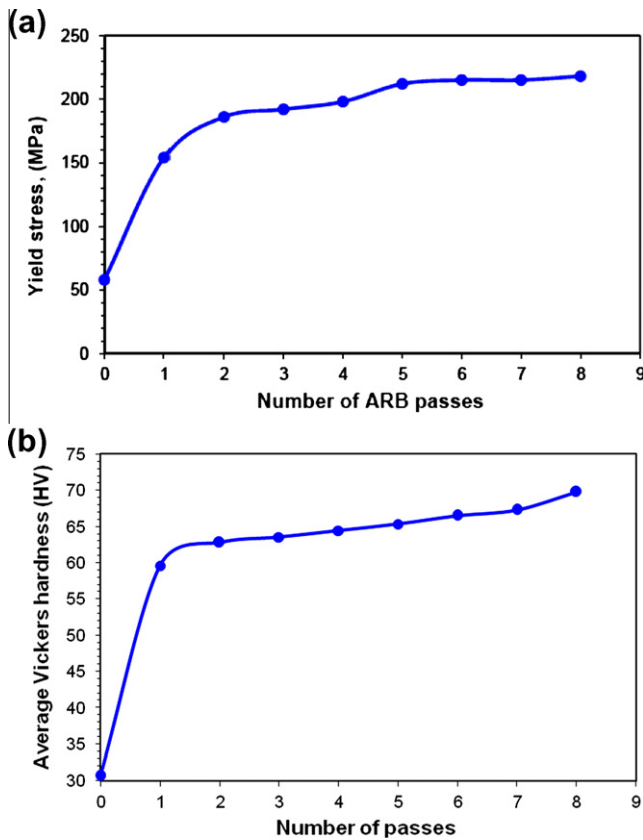 (a)
250
200
150
100
50
0
Yield stress, (MPa)
0 1 2 3 4 5 6 7 8 9
Number of ARB passes
(b)
75
70
65
60
55
50
45
40
35
30
Average Vickers hardness (HV)
0 1 2 3 4 5 6 7 8 9
Number of passes